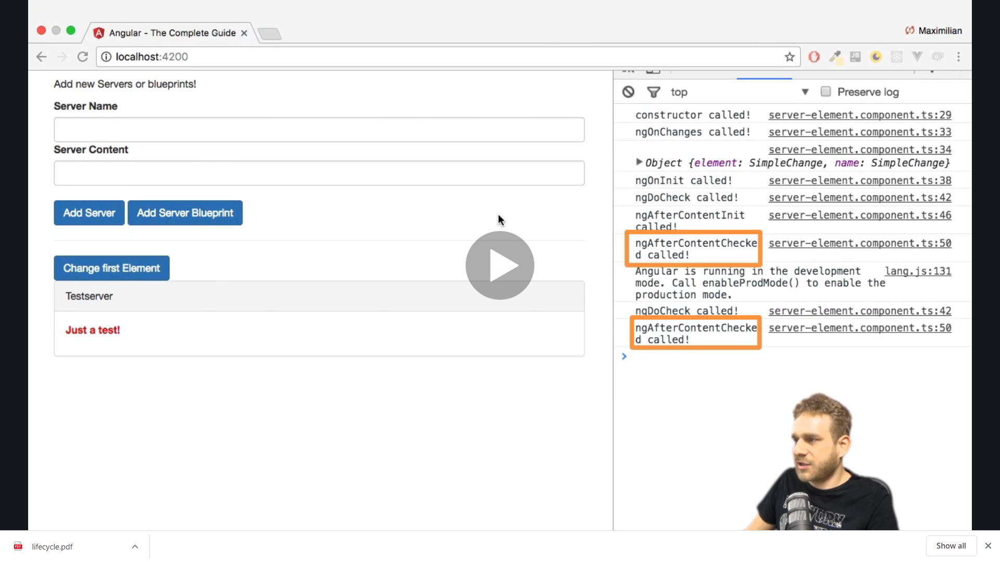 Angular - The Complete Guide
Maximilian
localhost:4200
Add new Servers or blueprints!
Server Name
Server Content
Add Server
Add Server Blueprint
Change first Element
Testserver
Just a test!
top
Preserve log
constructor called! server-element.component.ts:29
ngOnChanges called! server-element.component.ts:33
server-element.component.ts:34
Object {element: SimpleChange, name: SimpleChange}
ngOnInit called! server-element.component.ts:38
ngDoCheck called! server-element.component.ts:42
ngAfterContentInit server-element.component.ts:46
called!
ngAfterContentChecke server-element.component.ts:50
d called!
Angular is running in the development lang.js:131
mode. Call enableProdMode() to enable the
production mode.
ngDoCheck called! server-element.component.ts:42
ngAfterContentChecke server-element.component.ts:50
d called!
PDF
lifecycle.pdf
Show all